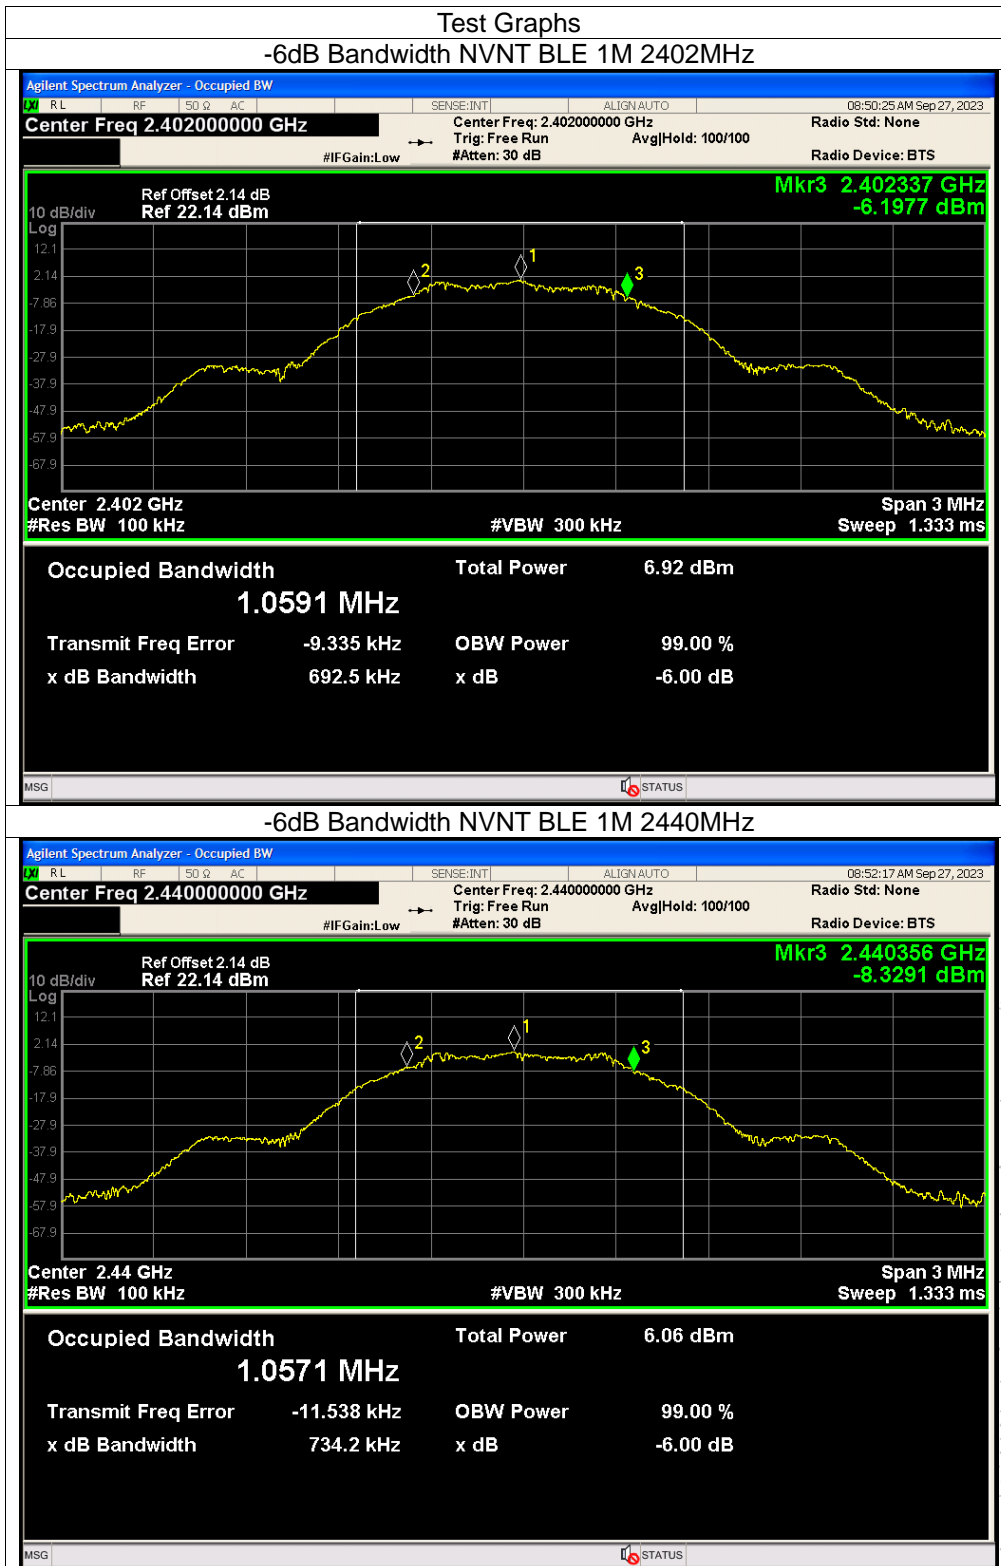 Test Graphs
-6dB Bandwidth NVNT BLE 1M 2402MHz
Agilent Spectrum Analyzer - Occupied BW
LXI RL RF 50 Ω AC SENSE:INT ALIGN AUTO 08:50:25 AM Sep 27, 2023
Center Freq 2.402000000 GHz Center Freq: 2.402000000 GHz Radio Std: None
Trig: Free Run Avg|Hold: 100/100
#IFGain:Low #Atten: 30 dB Radio Device: BTS
Mkr3 2.402337 GHz
-6.1977 dBm
Ref Offset 2.14 dB
10 dB/div Ref 22.14 dBm
Log
12.1
2.14
-7.86
-17.9
-27.9
-37.9
-47.9
-57.9
-67.9
2 1 3
Center 2.402 GHz Span 3 MHz
#Res BW 100 kHz #VBW 300 kHz Sweep 1.333 ms
Occupied Bandwidth Total Power 6.92 dBm
1.0591 MHz
Transmit Freq Error -9.335 kHz OBW Power 99.00 %
x dB Bandwidth 692.5 kHz x dB -6.00 dB
MSG STATUS
-6dB Bandwidth NVNT BLE 1M 2440MHz
Agilent Spectrum Analyzer - Occupied BW
LXI RL RF 50 Ω AC SENSE:INT ALIGN AUTO 08:52:17 AM Sep 27, 2023
Center Freq 2.440000000 GHz Center Freq: 2.440000000 GHz Radio Std: None
Trig: Free Run Avg|Hold: 100/100
#IFGain:Low #Atten: 30 dB Radio Device: BTS
Mkr3 2.440356 GHz
-8.3291 dBm
Ref Offset 2.14 dB
10 dB/div Ref 22.14 dBm
Log
12.1
2.14
-7.86
-17.9
-27.9
-37.9
-47.9
-57.9
-67.9
2 1 3
Center 2.44 GHz Span 3 MHz
#Res BW 100 kHz #VBW 300 kHz Sweep 1.333 ms
Occupied Bandwidth Total Power 6.06 dBm
1.0571 MHz
Transmit Freq Error -11.538 kHz OBW Power 99.00 %
x dB Bandwidth 734.2 kHz x dB -6.00 dB
MSG STATUS